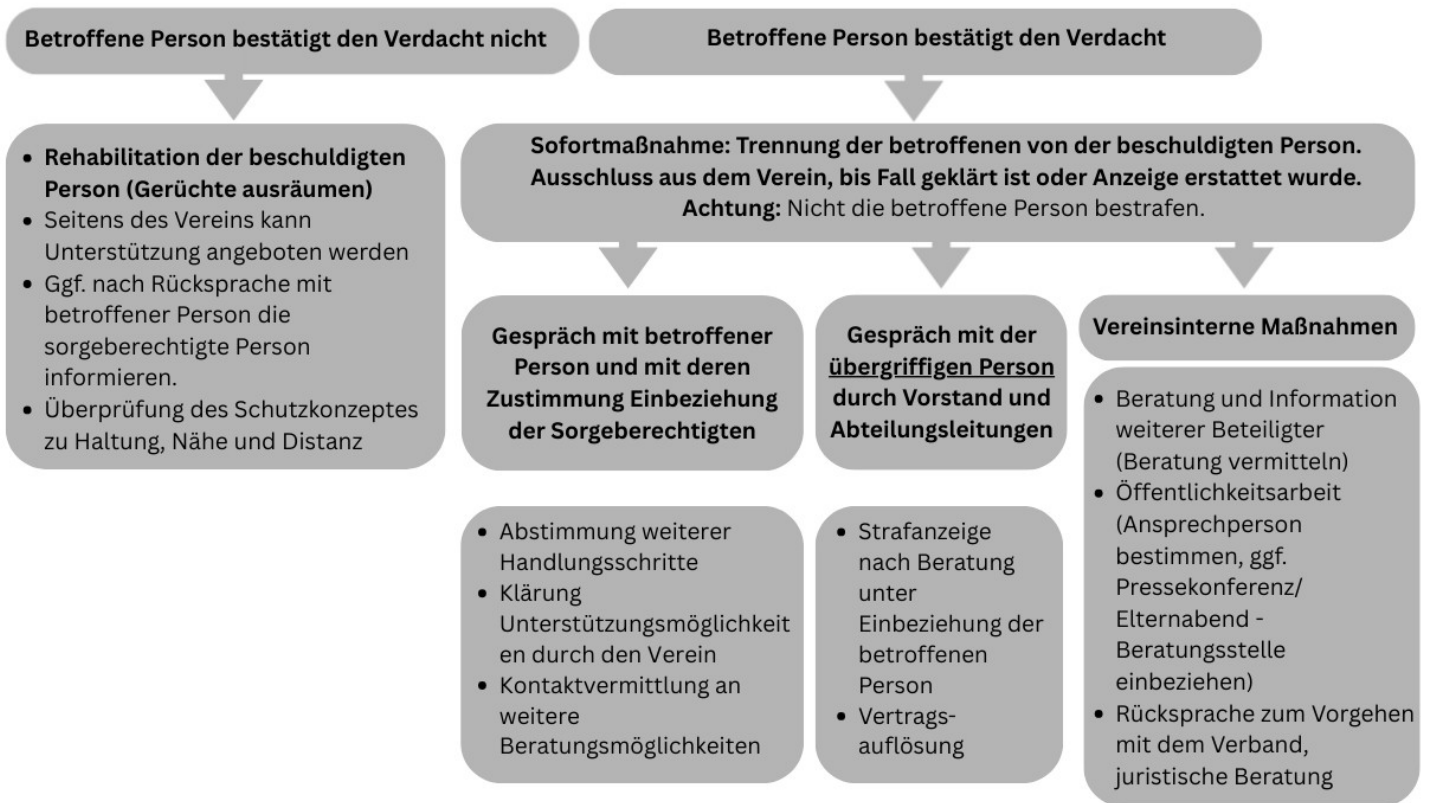 Betroffene Person bestätigt den Verdacht nicht
Betroffene Person bestätigt den Verdacht
• Rehabilitation der beschuldigten
Person (Gerüchte ausräumen)
• Seitens des Vereins kann
Unterstützung angeboten werden
• Ggf. nach Rücksprache mit
betroffener Person die
sorgeberechtigte Person
informieren.
• Überprüfung des Schutzkonzeptes
zu Haltung, Nähe und Distanz
Sofortmaßnahme: Trennung der betroffenen von der beschuldigten Person.
Ausschluss aus dem Verein, bis Fall geklärt ist oder Anzeige erstattet wurde.
Achtung: Nicht die betroffene Person bestrafen.
Gespräch mit betroffener
Person und mit deren
Zustimmung Einbeziehung
der Sorgeberechtigten
• Abstimmung weiterer
Handlungsschritte
• Klärung
Unterstützungsmöglichkeit
en durch den Verein
• Kontaktvermittlung an
weitere
Beratungsmöglichkeiten
Gespräch mit der
übergriffigen Person
durch Vorstand und
Abteilungsleitungen
• Strafanzeige
nach Beratung
unter
Einbeziehung der
betroffenen
Person
• Vertrags-
auflösung
Vereinsinterne Maßnahmen
• Beratung und Information
weiterer Beteiligter
(Beratung vermitteln)
• Öffentlichkeitsarbeit
(Ansprechperson
bestimmen, ggf.
Pressekonferenz/
Elternabend -
Beratungsstelle
einbeziehen)
• Rücksprache zum Vorgehen
mit dem Verband,
juristische Beratung